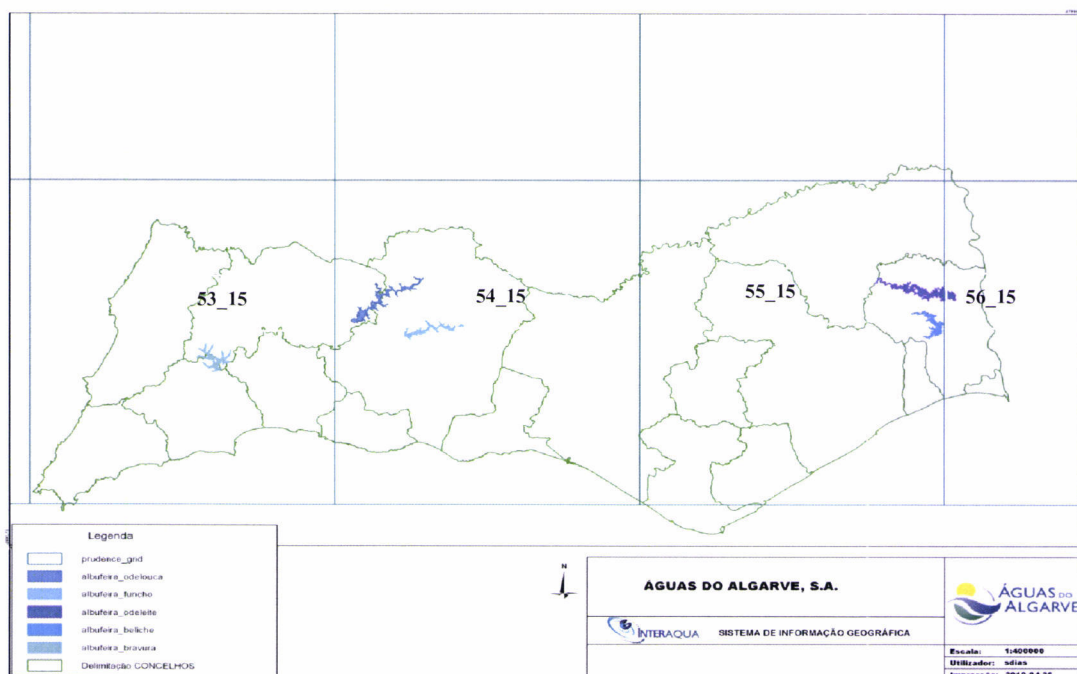 53_15
54_15
55_15
56_15
Legenda
prudence_grid
albufeira_odelouca
albufeira_funcho
albufeira_odeleite
albufeira_beliche
albufeira_bravura
Delimitação CONCELHOS
N
ÁGUAS DO ALGARVE, S.A.
INTERAQUA SISTEMA DE INFORMAÇÃO GEOGRÁFICA
ÁGUAS DO
ALGARVE
Escala: 1:400000
Utilizador: sdias